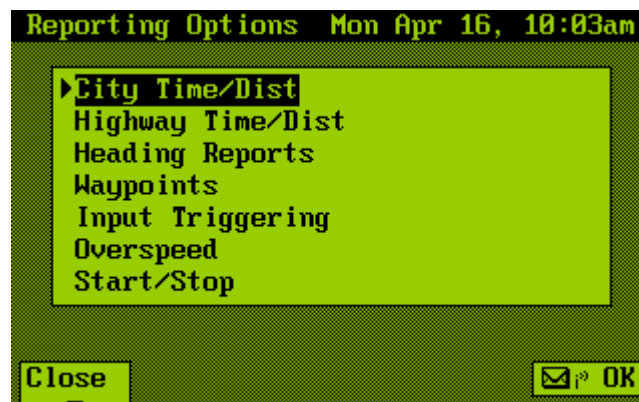 Reporting Options Mon Apr 16, 10:03am
City Time/Dist
Highway Time/Dist
Heading Reports
Waypoints
Input Triggering
Overspeed
Start/Stop
Close OK